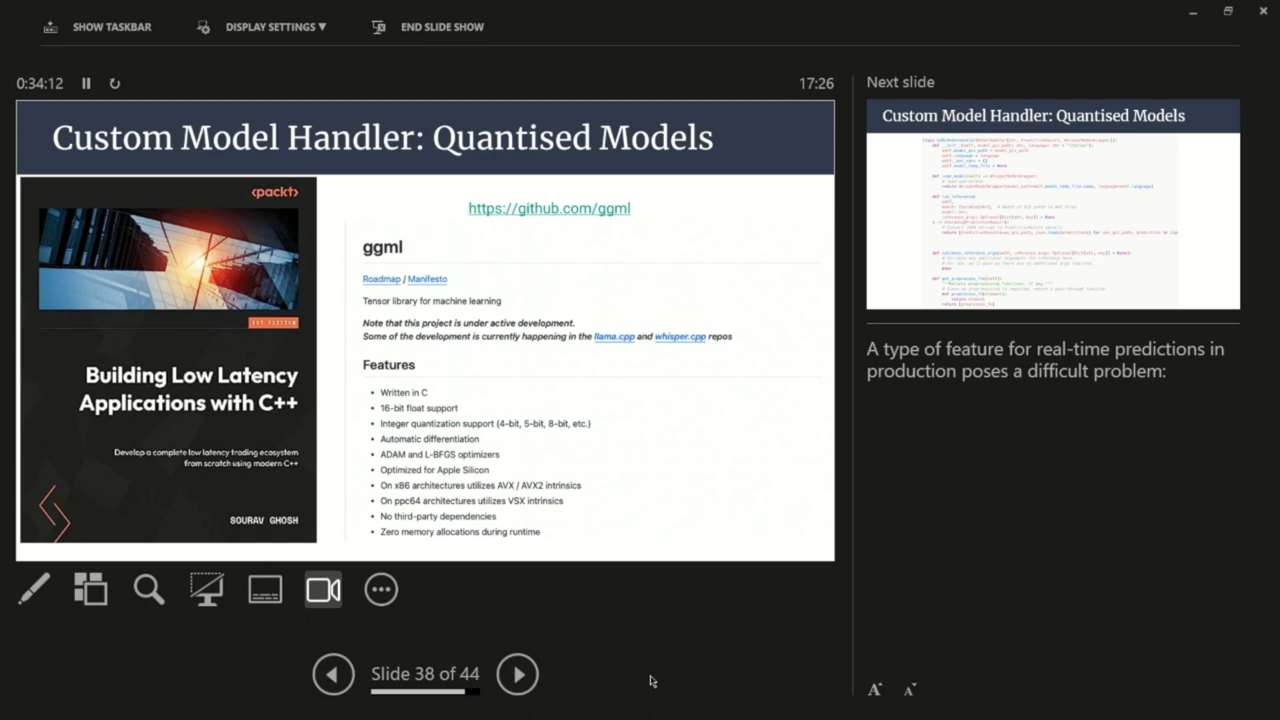 SHOW TASKBAR
DISPLAY SETTINGS ▼
END SLIDE SHOW
0:34:12
17:26
Custom Model Handler: Quantised Models
<packt>
1ST EDITION
Building Low Latency
Applications with C++
Develop a complete low latency trading ecosystem
from scratch using modern C++
SOURAV GHOSH
https://github.com/ggml
ggml
Roadmap / Manifesto
Tensor library for machine learning
Note that this project is under active development.
Some of the development is currently happening in the llama.cpp and whisper.cpp repos
Features
• Written in C
• 16-bit float support
• Integer quantization support (4-bit, 5-bit, 8-bit, etc.)
• Automatic differentiation
• ADAM and L-BFGS optimizers
• Optimized for Apple Silicon
• On x86 architectures utilizes AVX / AVX2 intrinsics
• On ppc64 architectures utilizes VSX intrinsics
• No third-party dependencies
• Zero memory allocations during runtime
Slide 38 of 44
Next slide
Custom Model Handler: Quantised Models
A type of feature for real-time predictions in
production poses a difficult problem:
A A